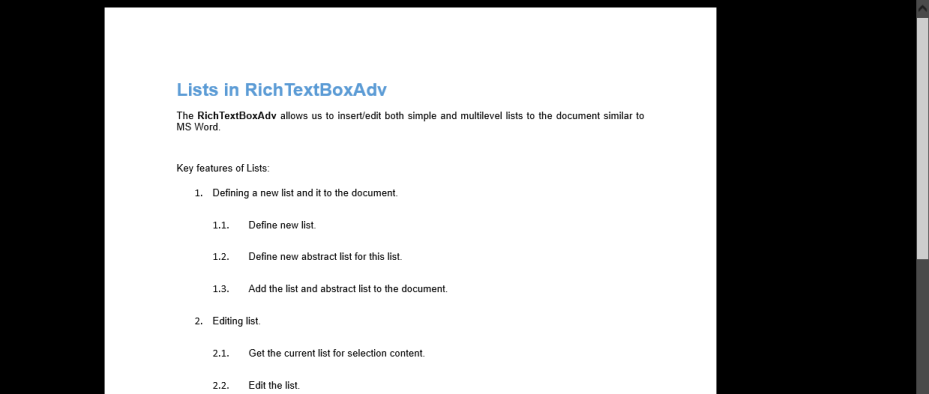 Lists in RichTextBoxAdv
The RichTextBoxAdv allows us to insert/edit both simple and multilevel lists to the document similar to
MS Word.
Key features of Lists:
1. Defining a new list and it to the document.
1.1. Define new list.
1.2. Define new abstract list for this list.
1.3. Add the list and abstract list to the document.
2. Editing list.
2.1. Get the current list for selection content.
2.2. Edit the list.